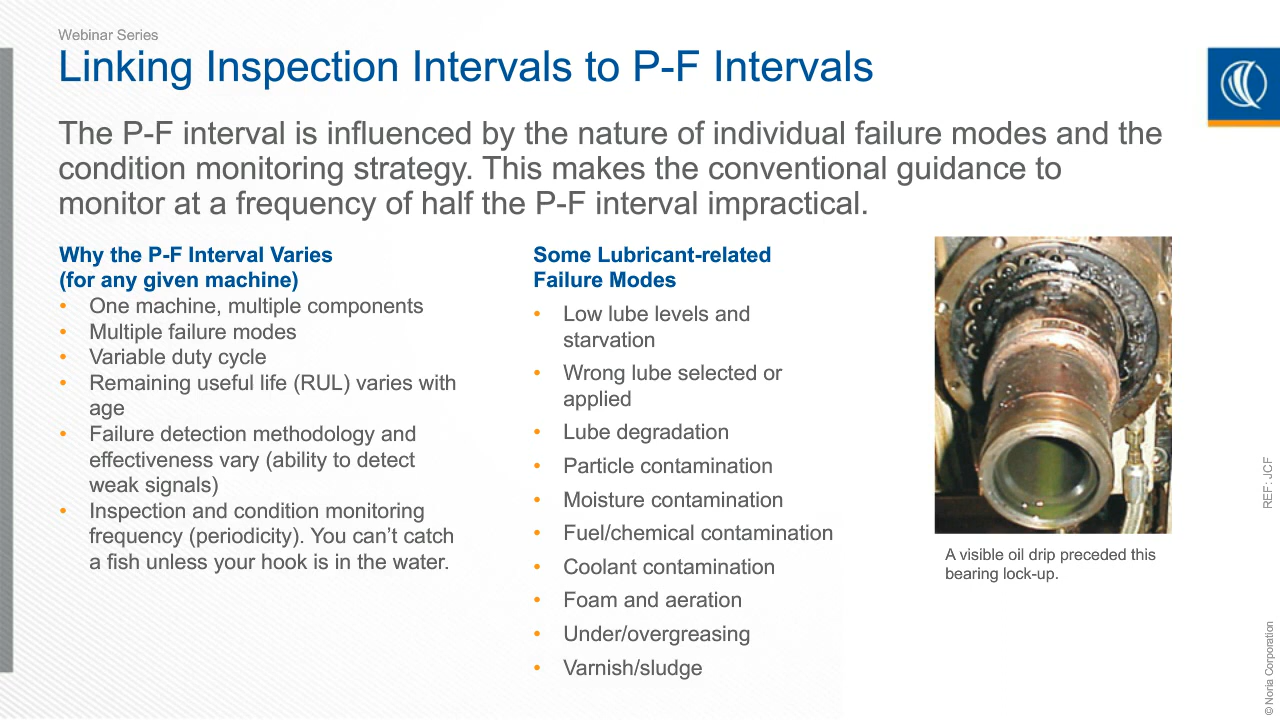 Webinar Series
Linking Inspection Intervals to P-F Intervals
The P-F interval is influenced by the nature of individual failure modes and the
condition monitoring strategy. This makes the conventional guidance to
monitor at a frequency of half the P-F interval impractical.
Why the P-F Interval Varies
(for any given machine)
• One machine, multiple components
• Multiple failure modes
• Variable duty cycle
• Remaining useful life (RUL) varies with
age
• Failure detection methodology and
effectiveness vary (ability to detect
weak signals)
• Inspection and condition monitoring
frequency (periodicity). You can’t catch
a fish unless your hook is in the water.
Some Lubricant-related
Failure Modes
• Low lube levels and
starvation
• Wrong lube selected or
applied
• Lube degradation
• Particle contamination
• Moisture contamination
• Fuel/chemical contamination
• Coolant contamination
• Foam and aeration
• Under/overgreasing
• Varnish/sludge
A visible oil drip preceded this
bearing lock-up.
REF: JCF
© Noria Corporation